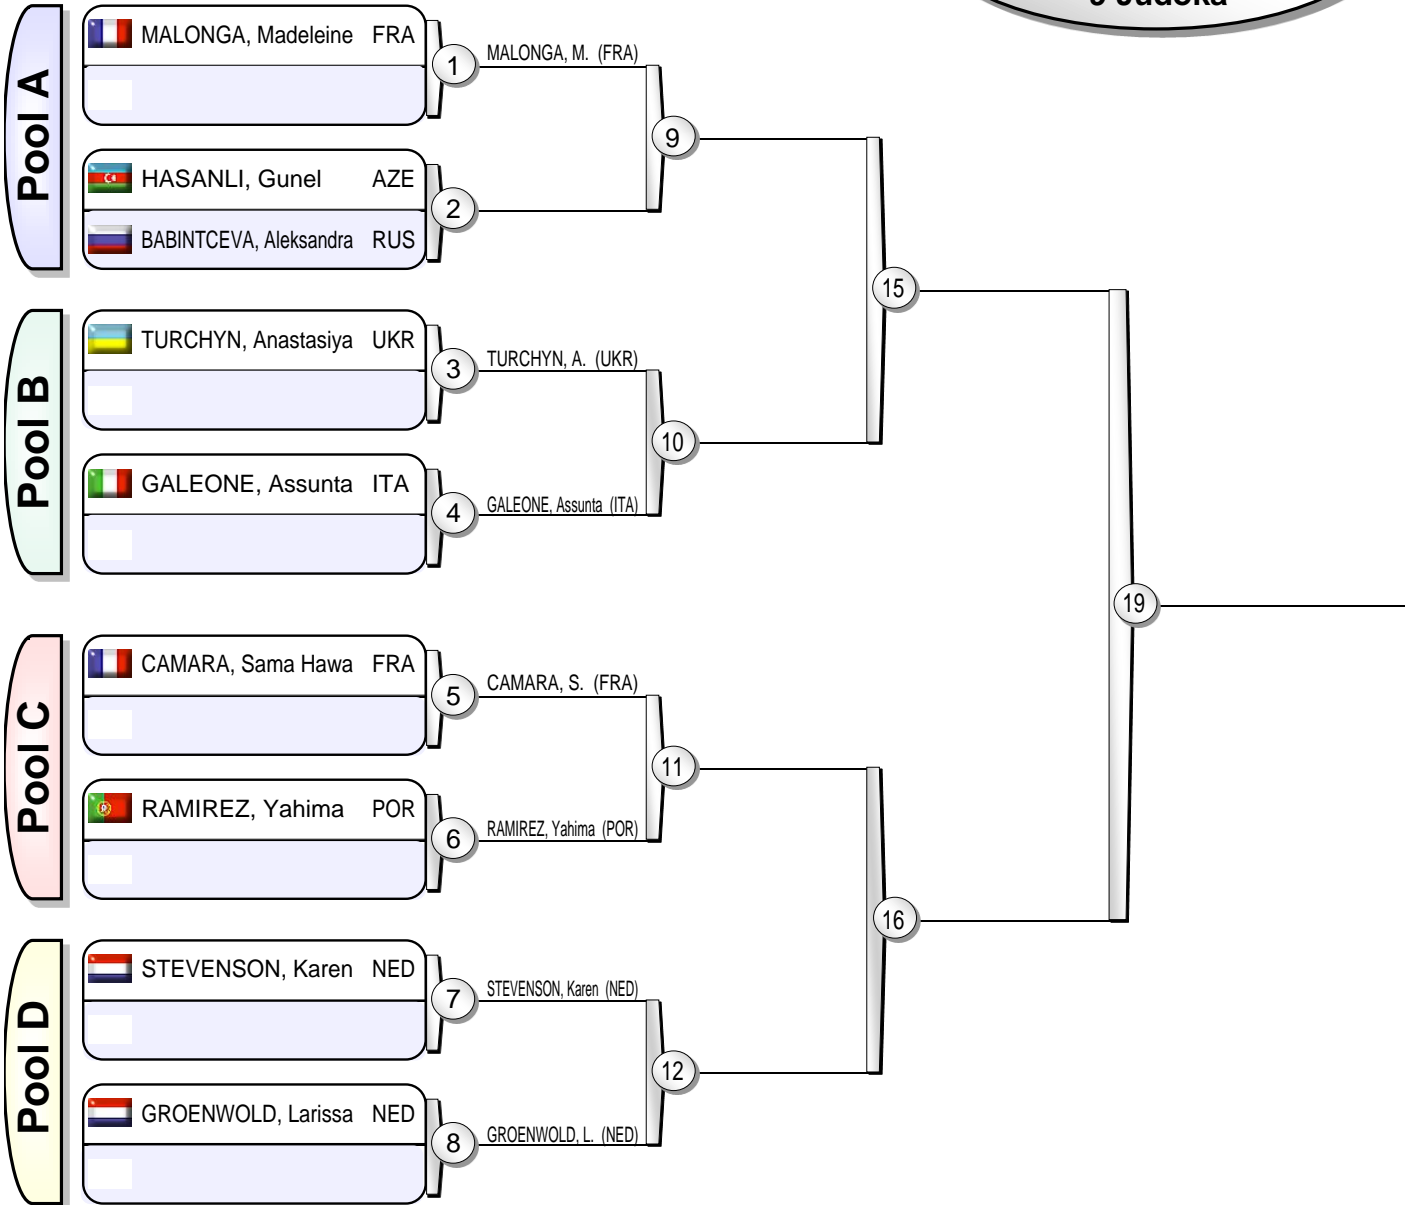 9 Judoka
Pool A
MALONGA, Madeleine FRA
1
MALONGA, M. (FRA)
9
HASANLI, Gunel AZE
2
BABINTCEVA, Aleksandra RUS
15
Pool B
TURCHYN, Anastasiya UKR
3
TURCHYN, A. (UKR)
10
GALEONE, Assunta ITA
4
GALEONE, Assunta (ITA)
19
Pool C
CAMARA, Sama Hawa FRA
5
CAMARA, S. (FRA)
11
RAMIREZ, Yahima POR
6
RAMIREZ, Yahima (POR)
16
Pool D
STEVENSON, Karen NED
7
STEVENSON, Karen (NED)
12
GROENWOLD, Larissa NED
8
GROENWOLD, L. (NED)